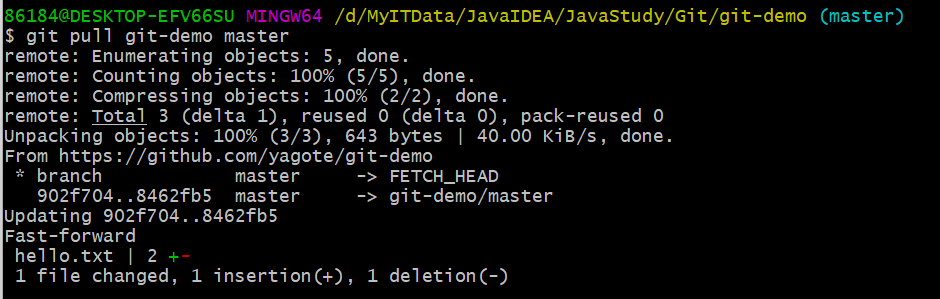 86184@DESKTOP-EFV66SU MINGW64 /d/MyITData/JavaIDEA/JavaStudy/Git/git-demo (master)
$ git pull git-demo master
remote: Enumerating objects: 5, done.
remote: Counting objects: 100% (5/5), done.
remote: Compressing objects: 100% (2/2), done.
remote: Total 3 (delta 1), reused 0 (delta 0), pack-reused 0
Unpacking objects: 100% (3/3), 643 bytes | 40.00 KiB/s, done.
From https://github.com/yagote/git-demo
 * branch            master     -> FETCH_HEAD
   902f704..8462fb5  master     -> git-demo/master
Updating 902f704..8462fb5
Fast-forward
 hello.txt | 2 +-
 1 file changed, 1 insertion(+), 1 deletion(-)